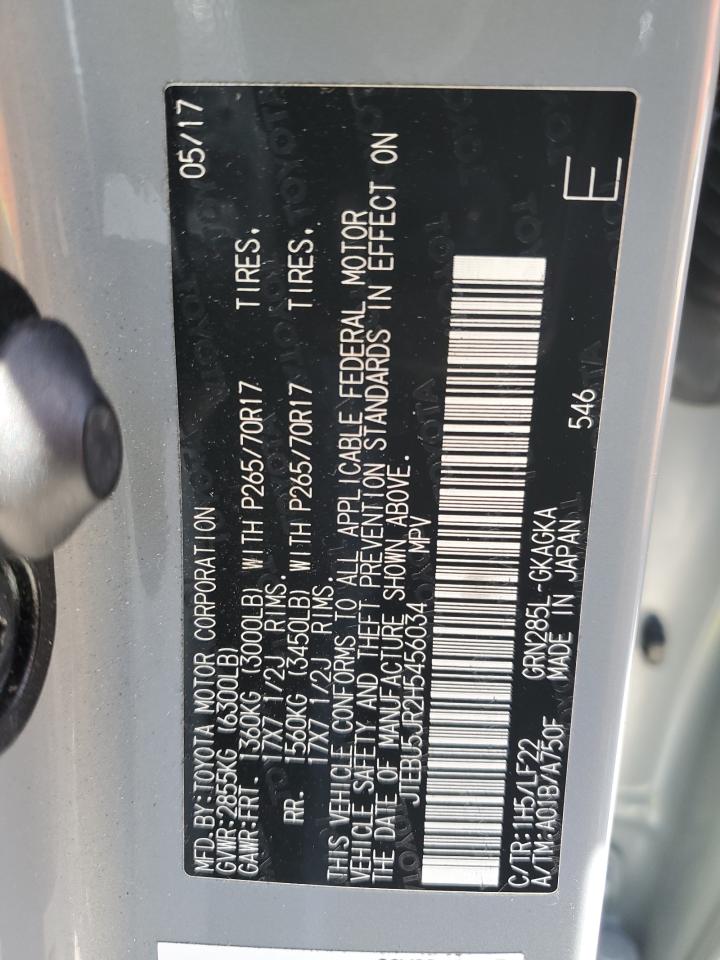 MFD.BY:TOYOTA MOTOR CORPORATION 05/17
GVWR:2855KG (6300LB)
GAWR:FRT. 1360KG (3000LB) WITH P265/70R17 TIRES.
17X7 1/2J RIMS.
RR. 1560KG (3450LB) WITH P265/70R17 TIRES.
17X7 1/2J RIMS.
THIS VEHICLE CONFORMS TO ALL APPLICABLE FEDERAL MOTOR
VEHICLE SAFETY AND THEFT PREVENTION STANDARDS IN EFFECT ON
THE DATE OF MANUFACTURE SHOWN ABOVE.
JTEBU5JR2H5456034 MPV
C/TR:1H5/LF22 GRN285L-GKAGKA 546 E
A/TM:A01B/A750F MADE IN JAPAN